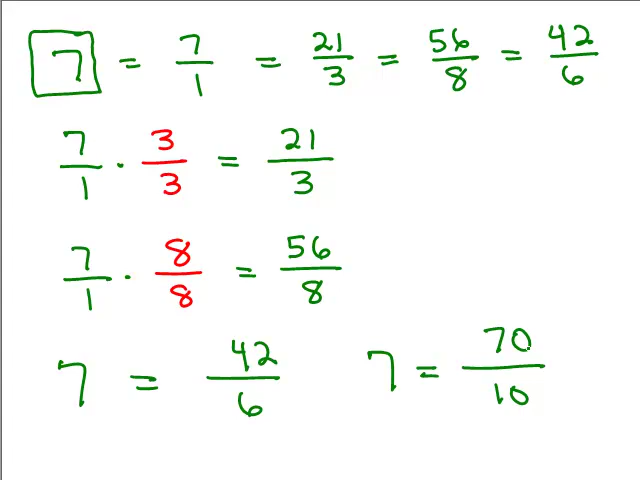 7 = 7/1 = 21/3 = 56/8 = 42/6
7/1 · 3/3 = 21/3
7/1 · 8/8 = 56/8
7 = 42/6 7 = 70/10